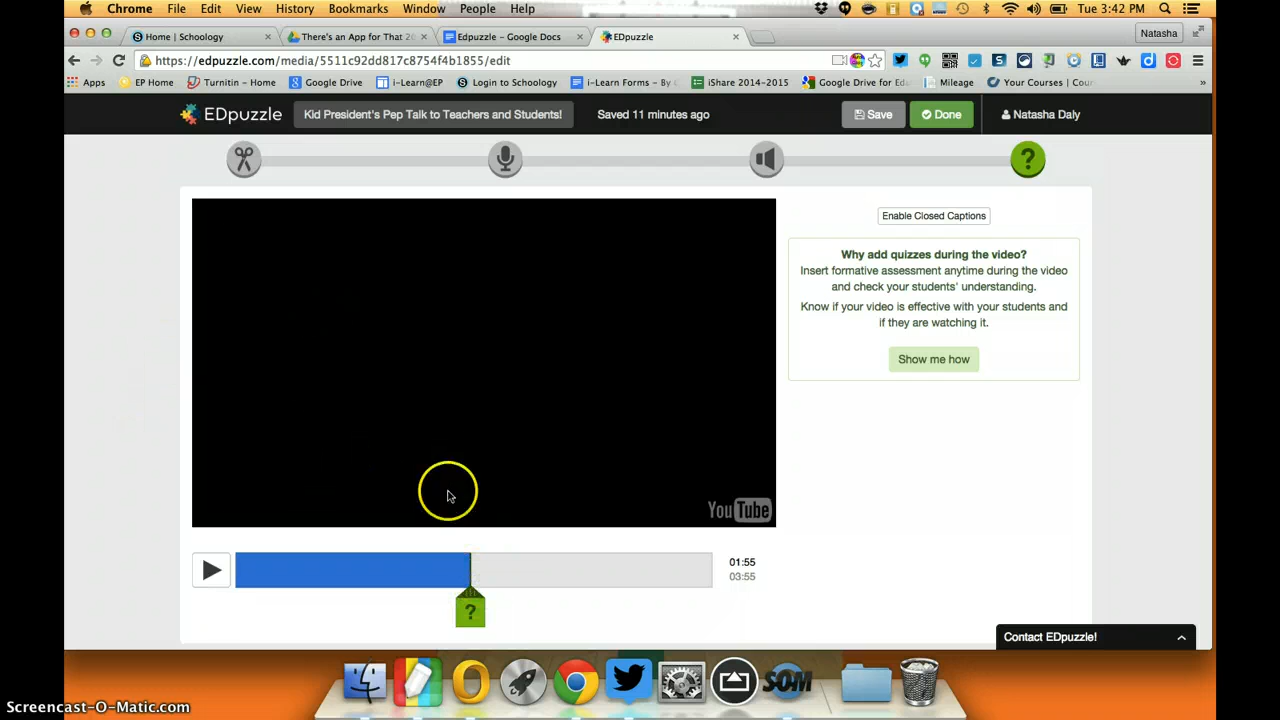 Chrome File Edit View History Bookmarks Window People Help Tue 3:42 PM
Home | Schoology There's an App for That 20 Edpuzzle – Google Docs EDpuzzle Natasha
https://edpuzzle.com/media/5511c92dd817c8754f4b1855/edit
Apps EP Home Turnitin – Home Google Drive i-Learn@EP Login to Schoology i-Learn Forms – By G iShare 2014-2015 Google Drive for Ed Mileage Your Courses | Cour »
EDpuzzle Kid President's Pep Talk to Teachers and Students! Saved 11 minutes ago Save Done Natasha Daly
?
Enable Closed Captions
Why add quizzes during the video?
Insert formative assessment anytime during the video
and check your students' understanding.
Know if your video is effective with your students and
if they are watching it.
Show me how
YouTube
01:55
03:55
?
Contact EDpuzzle!
SOM
Screencast-O-Matic.com